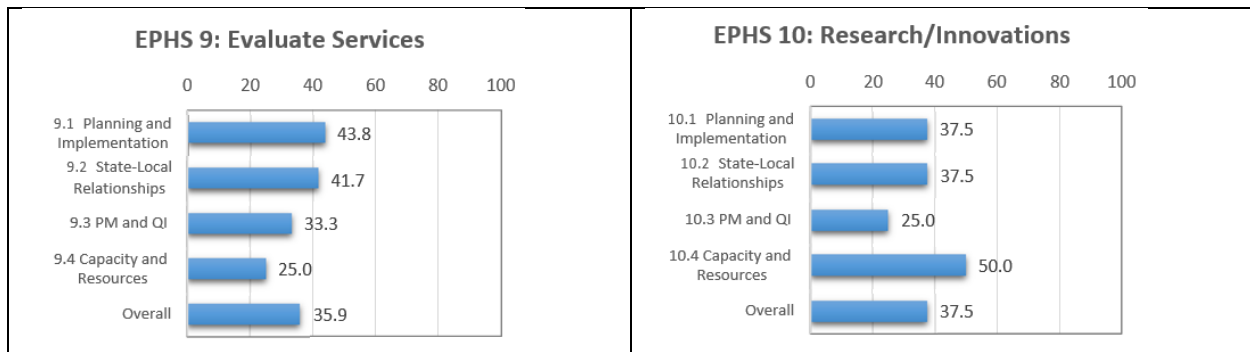 EPHS 9: Evaluate Services
0 20 40 60 80 100
9.1 Planning and
Implementation
43.8
9.2 State-Local
Relationships
41.7
9.3 PM and QI
33.3
9.4 Capacity and
Resources
25.0
Overall
35.9
EPHS 10: Research/Innovations
0 20 40 60 80 100
10.1 Planning and
Implementation
37.5
10.2 State-Local
Relationships
37.5
10.3 PM and QI
25.0
10.4 Capacity and
Resources
50.0
Overall
37.5